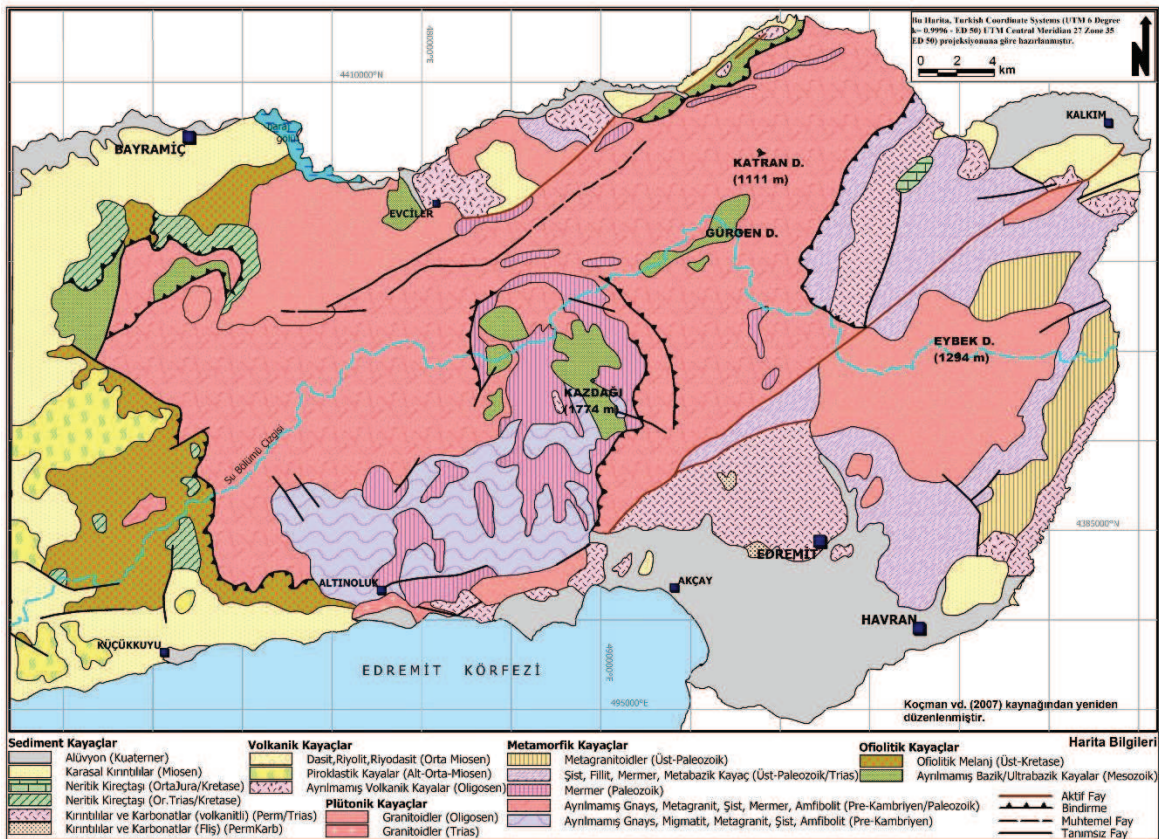 Bu Harita, Turkish Coordinate Systems (UTM 6 Degree
k= 0.9996 - ED 50) UTM Central Meridian 27 Zone 35
ED 50) projeksiyonuna göre hazırlanmıştır.
0 2 4
km
N
480000°E
4410000°N
KALKIM
baraj
gölü
BAYRAMİÇ
KATRAN D.
(1111 m)
EVCİLER
GÜRGEN D.
EYBEK D.
(1294 m)
KAZDAĞI
(1774 m)
Su Bölümü Çizgisi
4385000°N
EDREMİT
ALTINOLUK
AKÇAY
HAVRAN
KÜÇÜKKUYU
EDREMİT KÖRFEZİ
490000°E
495000°E
Koçman vd. (2007) kaynağından yeniden
düzenlenmiştir.
Sediment Kayaçlar
Alüvyon (Kuaterner)
Karasal Kırıntılılar (Miosen)
Neritik Kireçtaşı (OrtaJura/Kretase)
Neritik Kireçtaşı (Or.Trias/Kretase)
Kırıntılılar ve Karbonatlar (volkanitli) (Perm/Trias)
Kırıntılılar ve Karbonatlar (Fliş) (PermKarb)
Volkanik Kayaçlar
Dasit,Riyolit,Riyodasit (Orta Miosen)
Piroklastik Kayalar (Alt-Orta-Miosen)
Ayrılmamış Volkanik Kayalar (Oligosen)
Plütonik Kayaçlar
Granitoidler (Oligosen)
Granitoidler (Trias)
Metamorfik Kayaçlar
Metagranitoidler (Üst-Paleozoik)
Şist, Fillit, Mermer, Metabazik Kayaç (Üst-Paleozoik/Trias)
Mermer (Paleozoik)
Ayrılmamış Gnays, Metagranit, Şist, Mermer, Amfibolit (Pre-Kambriyen/Paleozoik)
Ayrılmamış Gnays, Migmatit, Metagranit, Şist, Amfibolit (Pre-Kambriyen)
Ofiolitik Kayaçlar
Ofiolitik Melanj (Üst-Kretase)
Ayrılmamış Bazik/Ultrabazik Kayalar (Mesozoik)
Harita Bilgileri
Aktif Fay
Bindirme
Muhtemel Fay
Tanımsız Fay